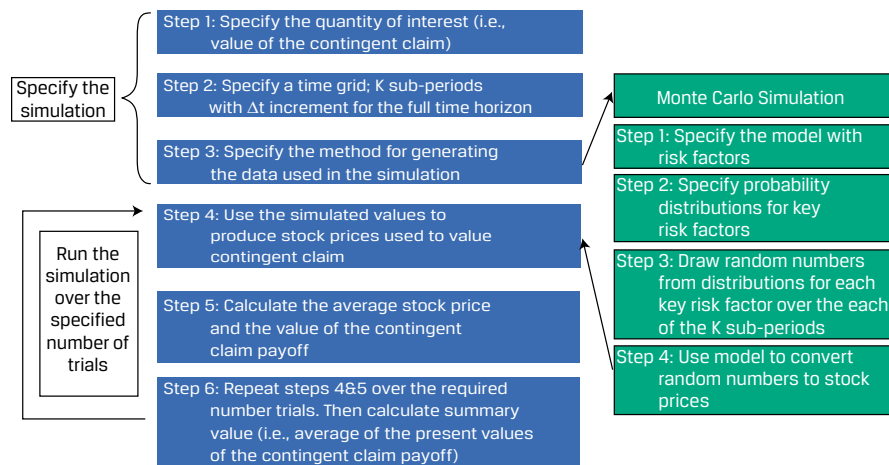 Specify the
simulation
Step 1: Specify the quantity of interest (i.e.,
value of the contingent claim)
Step 2: Specify a time grid; K sub-periods
with Δt increment for the full time horizon
Step 3: Specify the method for generating
the data used in the simulation
Run the
simulation
over the
specified
number of
trials
Step 4: Use the simulated values to
produce stock prices used to value
contingent claim
Step 5: Calculate the average stock price
and the value of the contingent
claim payoff
Step 6: Repeat steps 4&5 over the required
number trials. Then calculate summary
value (i.e., average of the present values
of the contingent claim payoff)
Monte Carlo Simulation
Step 1: Specify the model with
risk factors
Step 2: Specify probability
distributions for key
risk factors
Step 3: Draw random numbers
from distributions for each
key risk factor over the each
of the K sub-periods
Step 4: Use model to convert
random numbers to stock
prices